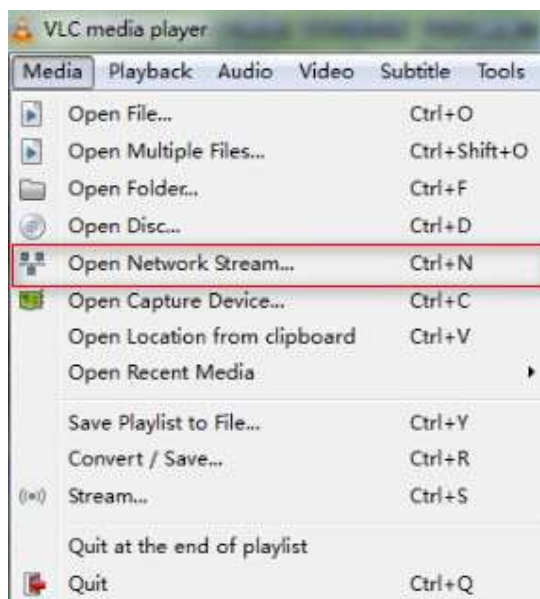 VLC media player
Media Playback Audio Video Subtitle Tools
Open File... Ctrl+O
Open Multiple Files... Ctrl+Shift+O
Open Folder... Ctrl+F
Open Disc... Ctrl+D
Open Network Stream... Ctrl+N
Open Capture Device... Ctrl+C
Open Location from clipboard Ctrl+V
Open Recent Media
Save Playlist to File... Ctrl+Y
Convert / Save... Ctrl+R
Stream... Ctrl+S
Quit at the end of playlist
Quit Ctrl+Q